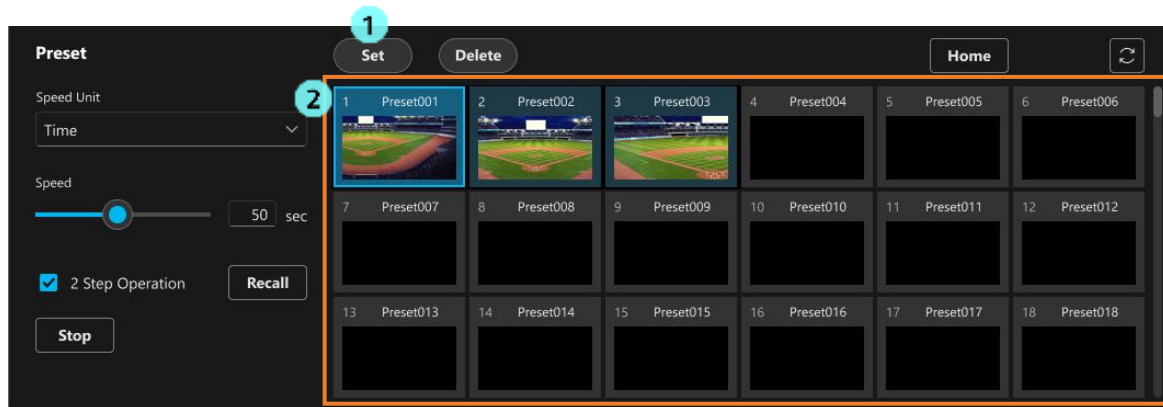 1
Preset
Set
Delete
Home
2
Speed Unit
Time
Speed
50 sec
2 Step Operation
Recall
Stop
1 Preset001
2 Preset002
3 Preset003
4 Preset004
5 Preset005
6 Preset006
7 Preset007
8 Preset008
9 Preset009
10 Preset010
11 Preset011
12 Preset012
13 Preset013
14 Preset014
15 Preset015
16 Preset016
17 Preset017
18 Preset018